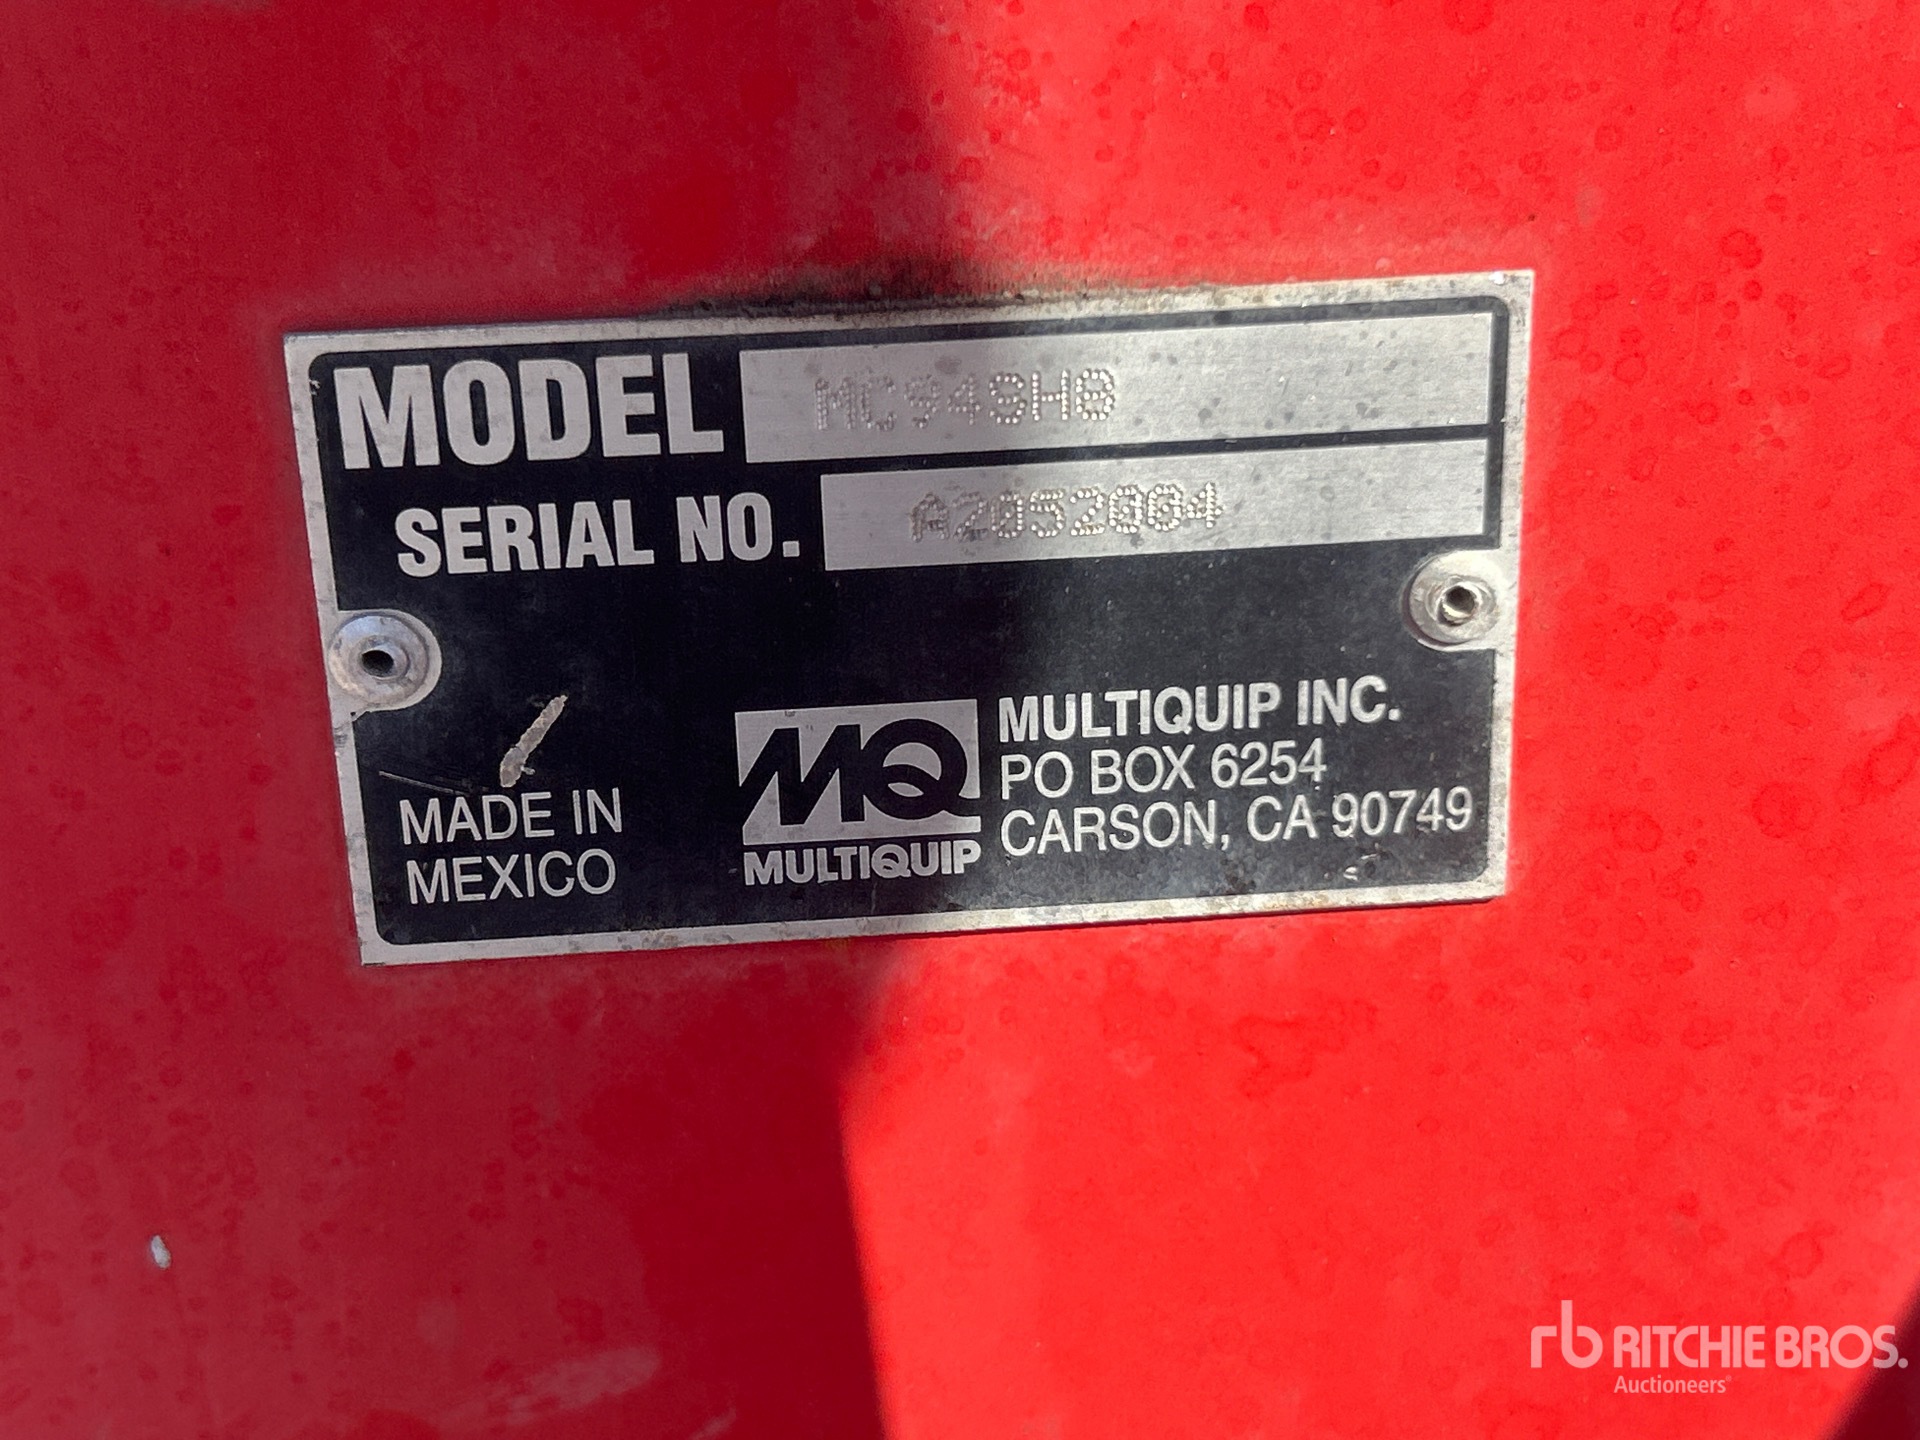 MODEL MC94SH8
SERIAL NO. A2052004
MADE IN
MEXICO
MQ
MULTIQUIP
MULTIQUIP INC.
PO BOX 6254
CARSON, CA 90749
rb RITCHIE BROS.
Auctioneers